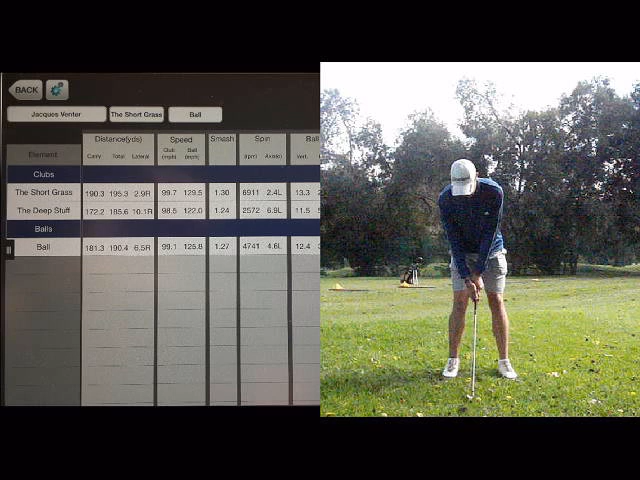 BACK
Jacques Venter The Short Grass Ball
Distance(yds) Speed Smash Spin Ball
Element Carry Total Lateral Club (mph) Ball (mph) (rpm) Axis(o) Vert.
Clubs
The Short Grass 190.3 195.3 2.9R 99.7 129.5 1.30 6911 2.4L 13.3
The Deep Stuff 172.2 185.6 10.1R 98.5 122.0 1.24 2572 6.9L 11.5
Balls
Ball 181.3 190.4 6.5R 99.1 125.8 1.27 4741 4.6L 12.4